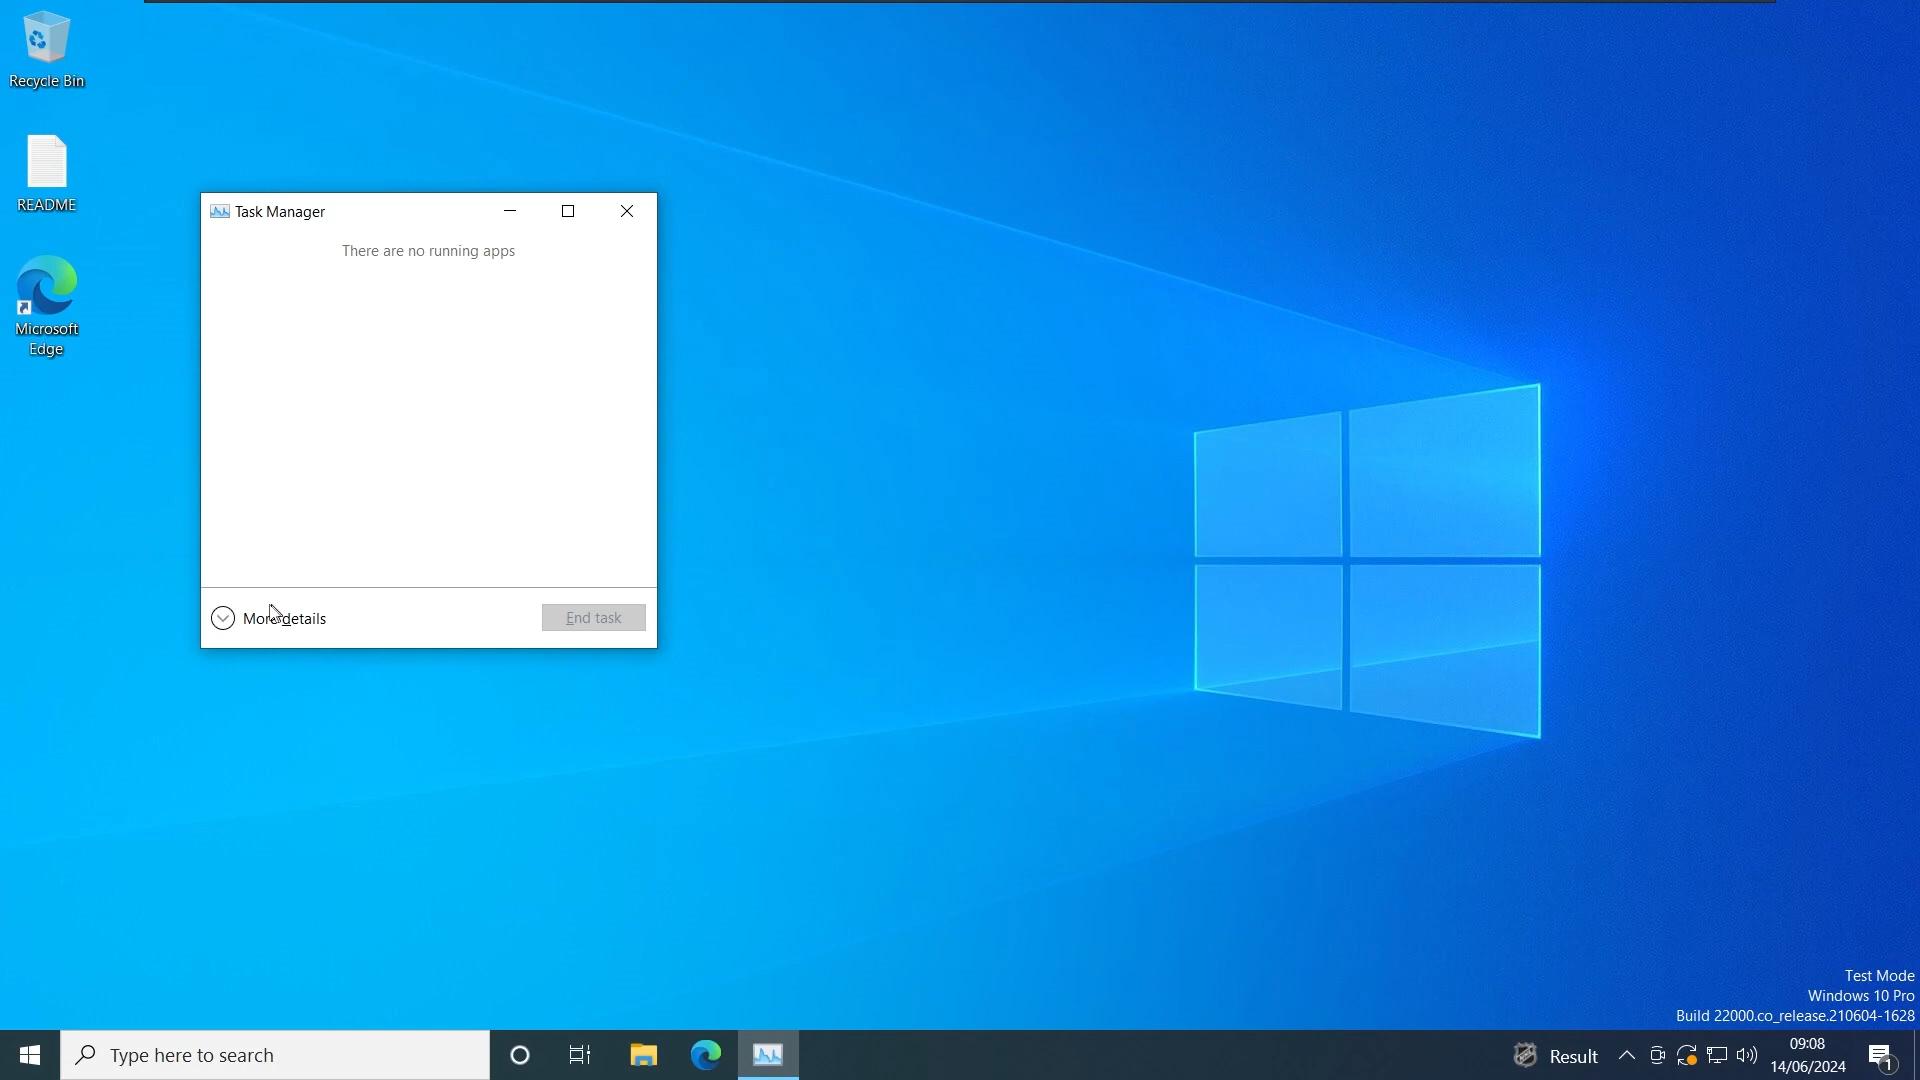 Recycle Bin
README
Microsoft
Edge
Task Manager
There are no running apps
More details
End task
Test Mode
Windows 10 Pro
Build 22000.co_release.210604-1628
Type here to search
Result
09:08
14/06/2024
1